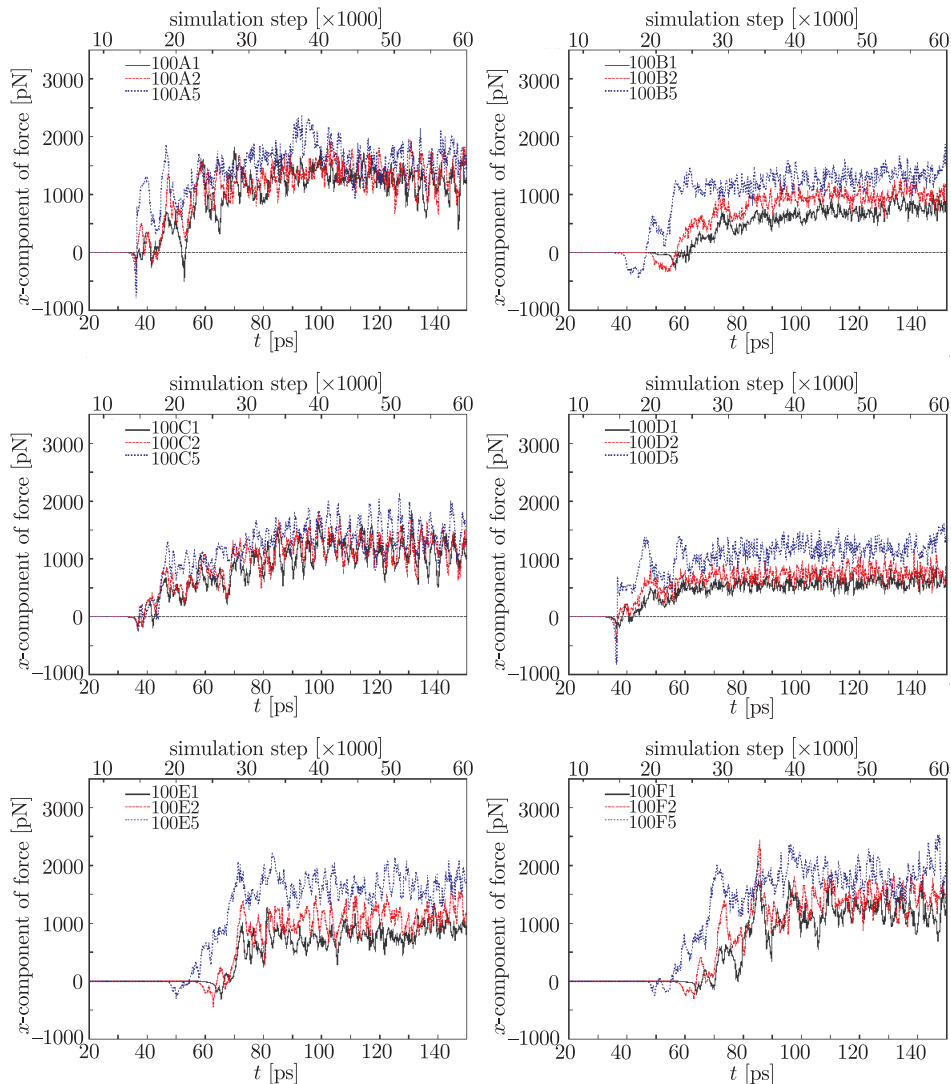 simulation step [×1000]
10 20 30 40 50 60
x-component of force [pN]
3000
2000
1000
0
−1000
100A1
100A2
100A5
20 40 60 80 100 120 140
t [ps]
simulation step [×1000]
10 20 30 40 50 60
x-component of force [pN]
3000
2000
1000
0
−1000
100B1
100B2
100B5
20 40 60 80 100 120 140
t [ps]
simulation step [×1000]
10 20 30 40 50 60
x-component of force [pN]
3000
2000
1000
0
−1000
100C1
100C2
100C5
20 40 60 80 100 120 140
t [ps]
simulation step [×1000]
10 20 30 40 50 60
x-component of force [pN]
3000
2000
1000
0
−1000
100D1
100D2
100D5
20 40 60 80 100 120 140
t [ps]
simulation step [×1000]
10 20 30 40 50 60
x-component of force [pN]
3000
2000
1000
0
−1000
100E1
100E2
100E5
20 40 60 80 100 120 140
t [ps]
simulation step [×1000]
10 20 30 40 50 60
x-component of force [pN]
3000
2000
1000
0
−1000
100F1
100F2
100F5
20 40 60 80 100 120 140
t [ps]